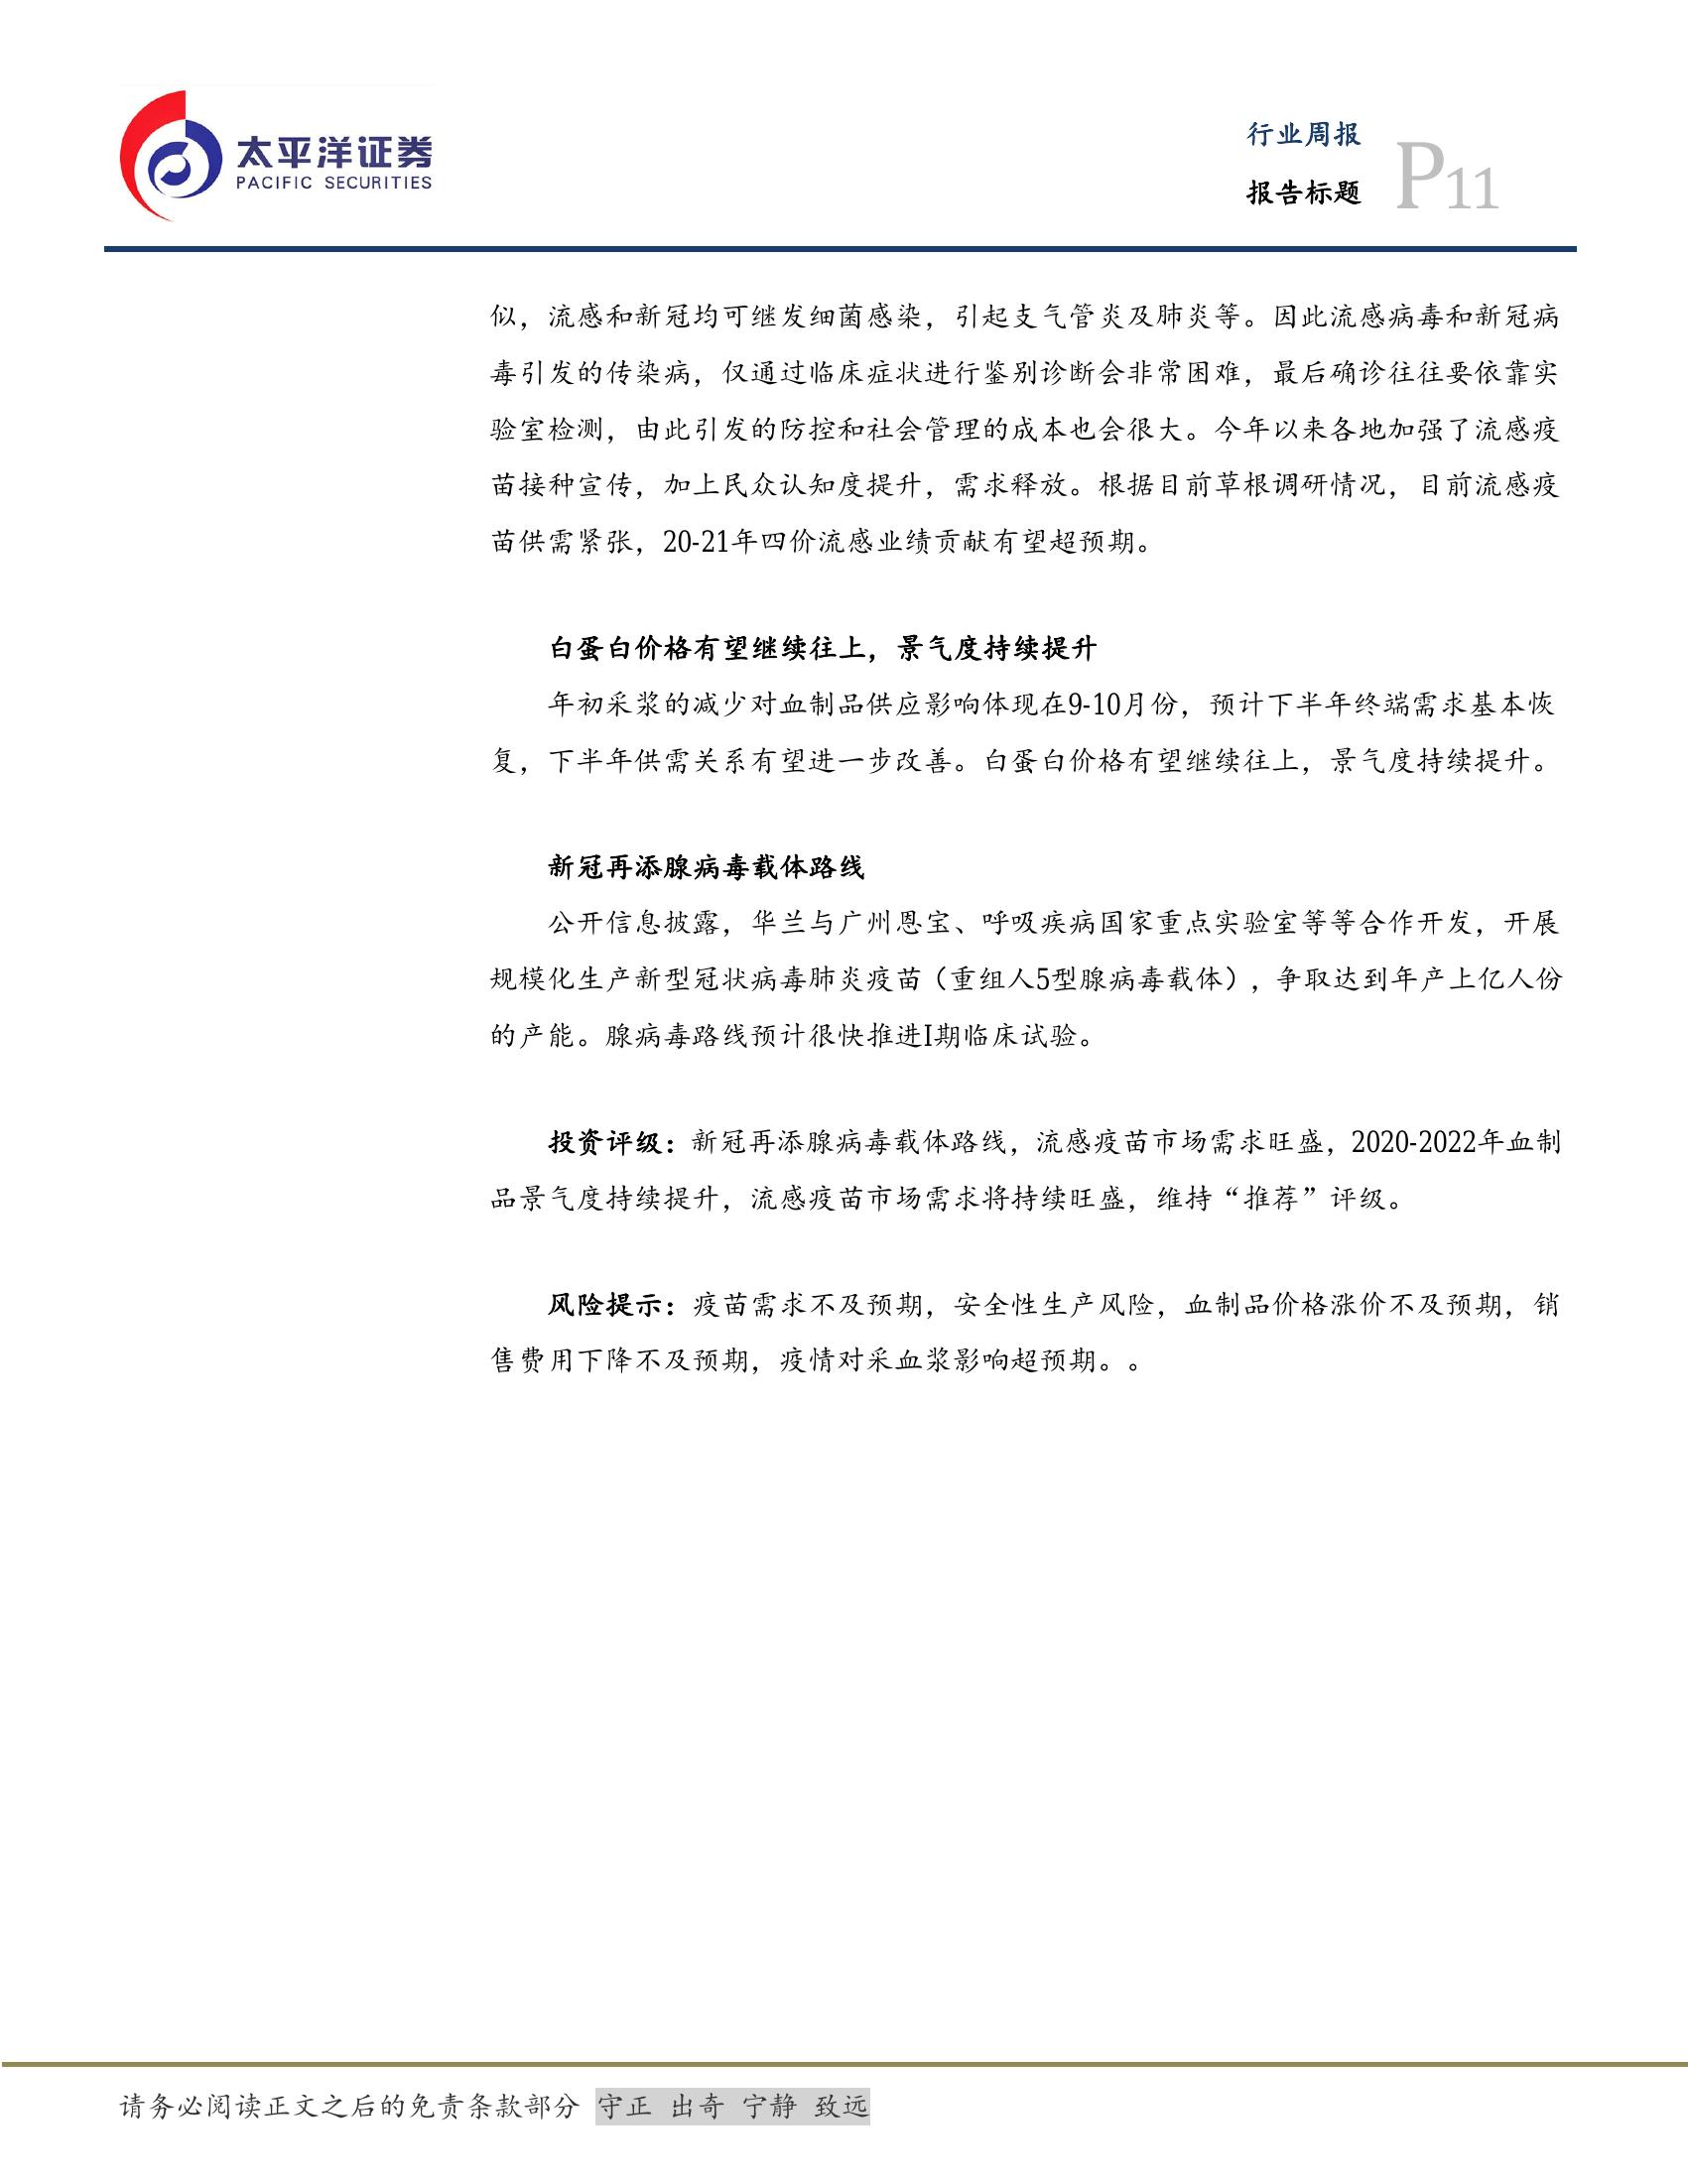 太平洋证券
PACIFIC SECURITIES
行业周报
报告标题
P11
似，流感和新冠均可继发细菌感染，引起支气管炎及肺炎等。因此流感病毒和新冠病
毒引发的传染病，仅通过临床症状进行鉴别诊断会非常困难，最后确诊往往要依靠实
验室检测，由此引发的防控和社会管理的成本也会很大。今年以来各地加强了流感疫
苗接种宣传，加上民众认知度提升，需求释放。根据目前草根调研情况，目前流感疫
苗供需紧张，20-21年四价流感业绩贡献有望超预期。
白蛋白价格有望继续往上，景气度持续提升
年初采浆的减少对血制品供应影响体现在9-10月份，预计下半年终端需求基本恢
复，下半年供需关系有望进一步改善。白蛋白价格有望继续往上，景气度持续提升。
新冠再添腺病毒载体路线
公开信息披露，华兰与广州恩宝、呼吸疾病国家重点实验室等等合作开发，开展
规模化生产新型冠状病毒肺炎疫苗（重组人5型腺病毒载体），争取达到年产上亿人份
的产能。腺病毒路线预计很快推进I期临床试验。
投资评级：新冠再添腺病毒载体路线，流感疫苗市场需求旺盛，2020-2022年血制
品景气度持续提升，流感疫苗市场需求将持续旺盛，维持“推荐”评级。
风险提示：疫苗需求不及预期，安全性生产风险，血制品价格涨价不及预期，销
售费用下降不及预期，疫情对采血浆影响超预期。。
请务必阅读正文之后的免责条款部分 守正 出奇 宁静 致远